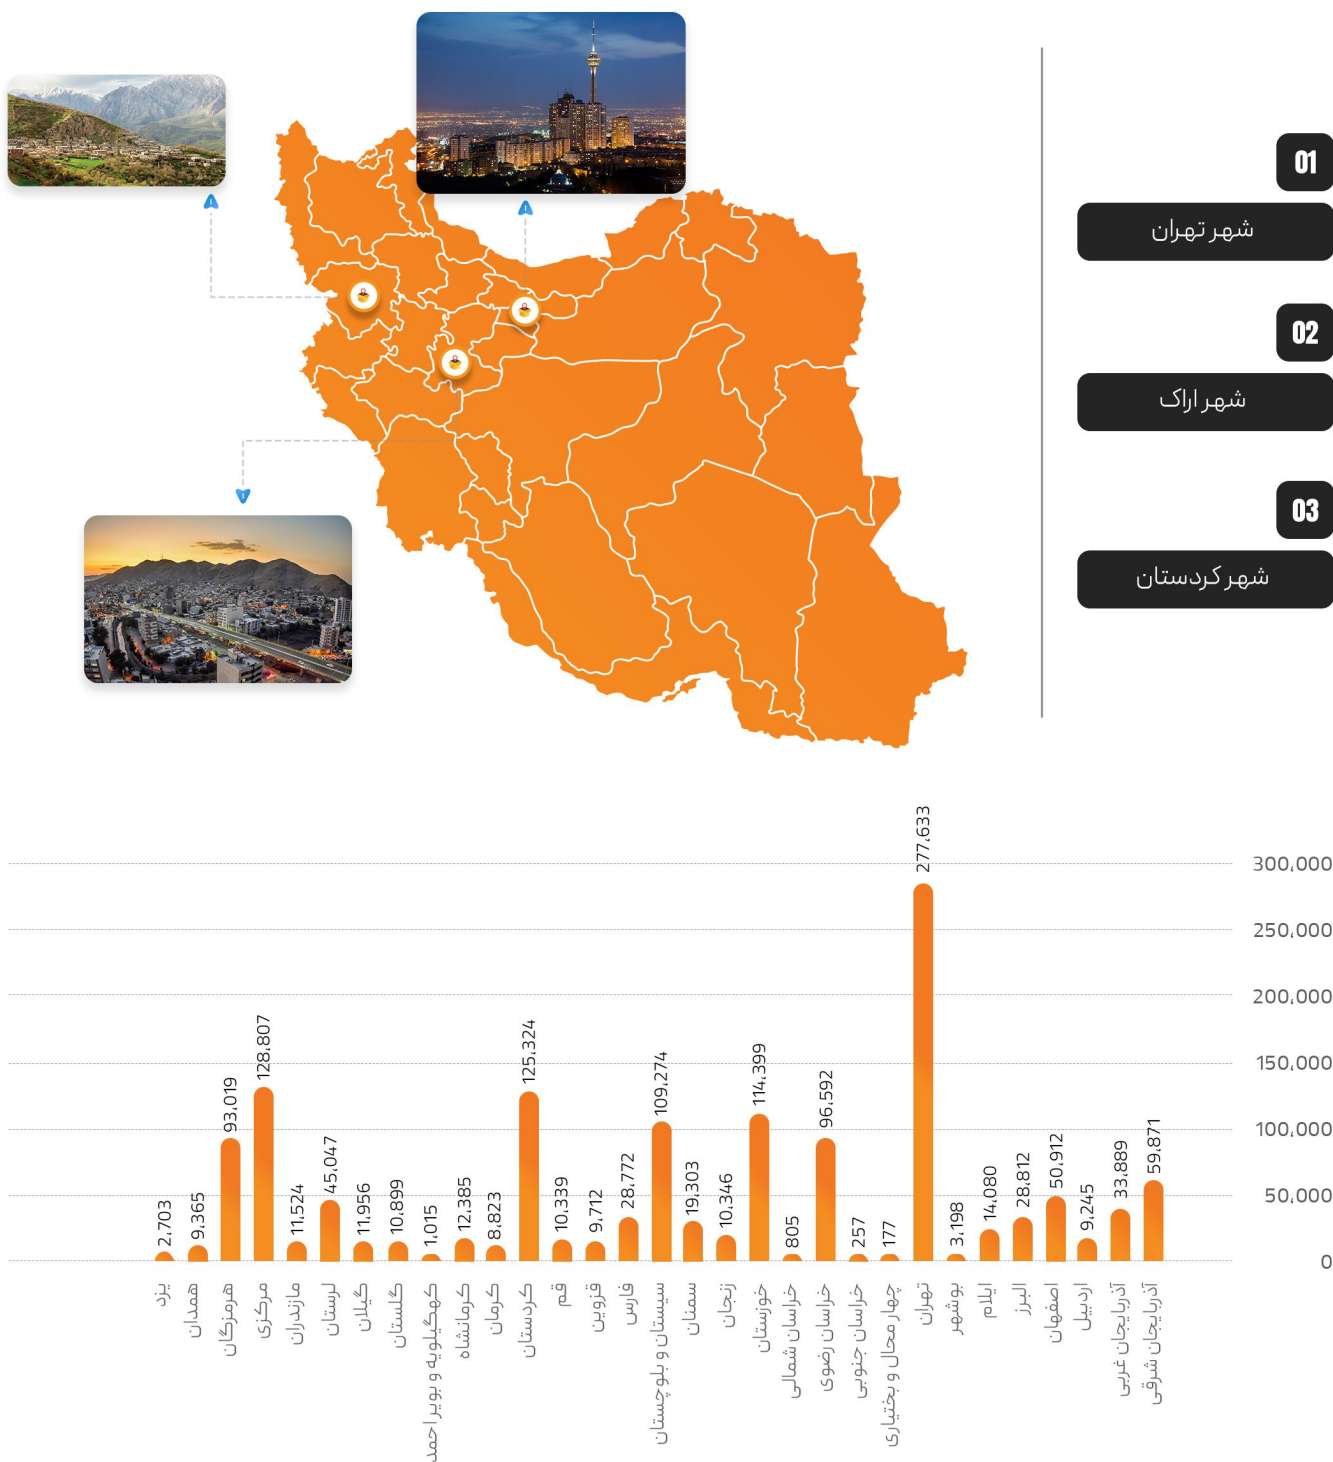 01
شهر تهران
02
شهر اراک
03
شهر کردستان
300,000
250,000
200,000
150,000
100,000
50,000
0
59,871
33,889
9,245
50,912
28,812
14,080
3,198
277,633
177
257
96,592
805
114,399
10,346
19,303
109,274
28,772
9,712
10,339
125,324
8,823
12,385
1,015
10,899
11,956
45,047
11,524
128,807
93,019
9,365
2,703
آذربایجان شرقی
آذربایجان غربی
اردبیل
اصفهان
البرز
ایلام
بوشهر
تهران
چهارمحال و بختیاری
خراسان جنوبی
خراسان رضوی
خراسان شمالی
خوزستان
زنجان
سمنان
سیستان و بلوچستان
فارس
قزوین
قم
کردستان
کرمان
کرمانشاه
کهگیلویه و بویراحمد
گلستان
گیلان
لرستان
مازندران
مرکزی
هرمزگان
همدان
یزد